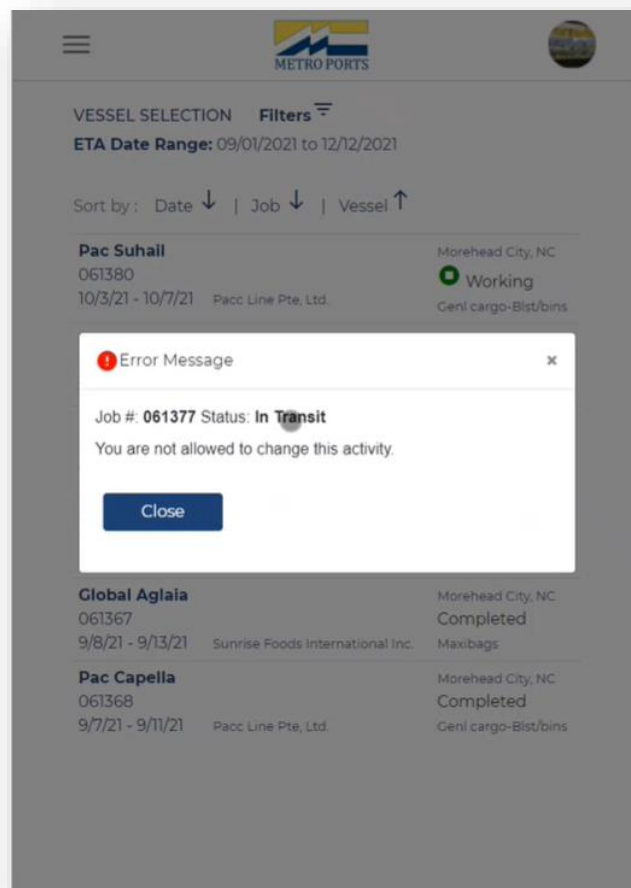 METRO PORTS
VESSEL SELECTION Filters
ETA Date Range: 09/01/2021 to 12/12/2021
Sort by : Date ↓ | Job ↓ | Vessel ↑
Pac Suhail Morehead City, NC
061380 Working
10/3/21 - 10/7/21 Pacc Line Pte, Ltd. Genl cargo-Blst/bins
Error Message ×
Job #: 061377 Status: In Transit
You are not allowed to change this activity.
Close
Global Aglaia Morehead City, NC
061367 Completed
9/8/21 - 9/13/21 Sunrise Foods International Inc. Maxibags
Pac Capella Morehead City, NC
061368 Completed
9/7/21 - 9/11/21 Pacc Line Pte, Ltd. Genl cargo-Blst/bins